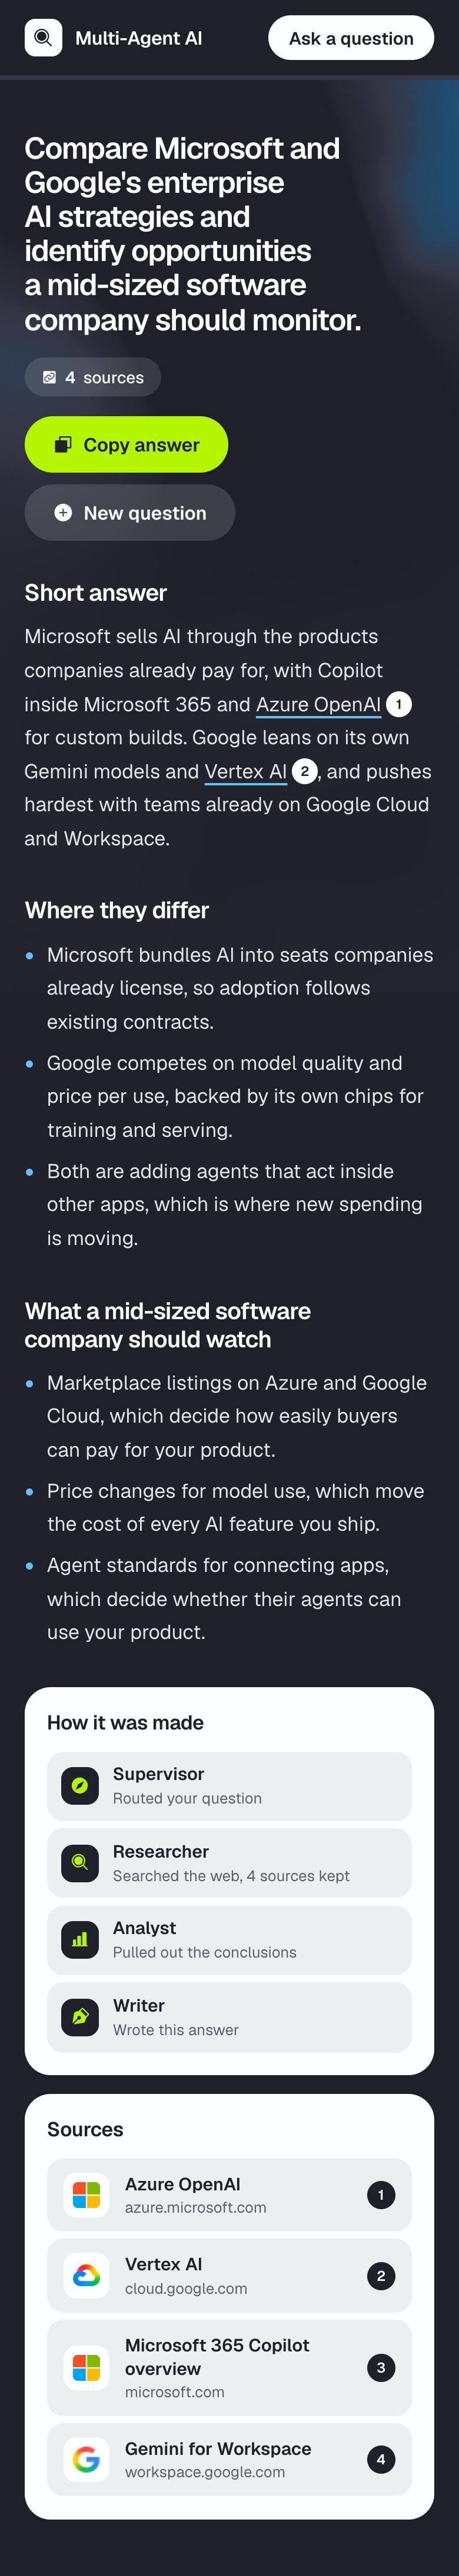 Multi-Agent AI
Ask a question
Compare Microsoft and
Google's enterprise
AI strategies and
identify opportunities
a mid-sized software
company should monitor.
4 sources
Copy answer
New question
Short answer
Microsoft sells AI through the products
companies already pay for, with Copilot
inside Microsoft 365 and Azure OpenAI 1
for custom builds. Google leans on its own
Gemini models and Vertex AI 2, and pushes
hardest with teams already on Google Cloud
and Workspace.
Where they differ
Microsoft bundles AI into seats companies
already license, so adoption follows
existing contracts.
Google competes on model quality and
price per use, backed by its own chips for
training and serving.
Both are adding agents that act inside
other apps, which is where new spending
is moving.
What a mid-sized software
company should watch
Marketplace listings on Azure and Google
Cloud, which decide how easily buyers
can pay for your product.
Price changes for model use, which move
the cost of every AI feature you ship.
Agent standards for connecting apps,
which decide whether their agents can
use your product.
How it was made
Supervisor
Routed your question
Researcher
Searched the web, 4 sources kept
Analyst
Pulled out the conclusions
Writer
Wrote this answer
Sources
Azure OpenAI
azure.microsoft.com
1
Vertex AI
cloud.google.com
2
Microsoft 365 Copilot
overview
microsoft.com
3
Gemini for Workspace
workspace.google.com
4